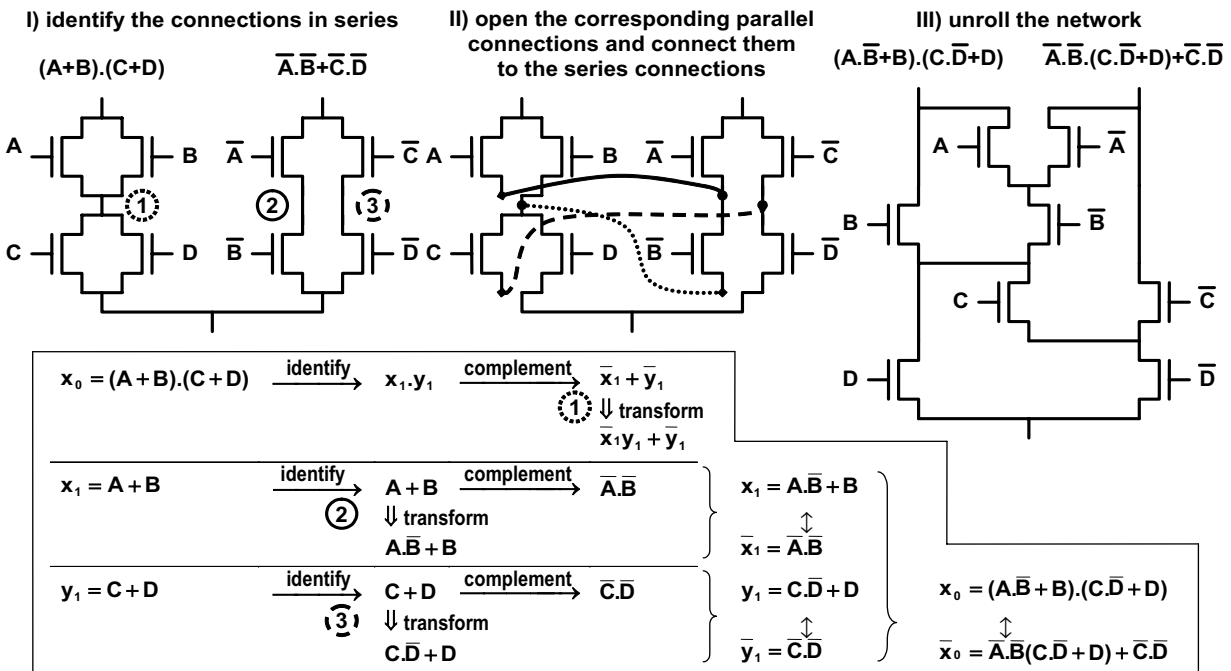 I) identify the connections in series
(A+B).(C+D)
A̅.B̅+C.D̅
A
B
A̅
C̅
1
2
3
C
D
B̅
D̅
II) open the corresponding parallel
connections and connect them
to the series connections
A
B
A̅
C̅
C
D
B̅
D̅
III) unroll the network
(A.B̅+B).(C.D̅+D)
A̅.B̅.(C.D̅+D)+C̅.D̅
A
A̅
B
B̅
C
C̅
D
D̅
x₀ = (A+B).(C+D) identify x₁.y₁ complement x̅₁ + y̅₁
1 ⇓ transform
x̅₁y₁ + y̅₁
x₁ = A+B identify A+B complement A̅.B̅
2 ⇓ transform
A.B̅+B
x₁ = A.B̅+B
↕
x̅₁ = A̅.B̅
y₁ = C+D identify C+D complement C̅.D̅
3 ⇓ transform
C.D̅+D
y₁ = C.D̅+D
↕
y̅₁ = C̅.D̅
x₀ = (A.B̅+B).(C.D̅+D)
↕
x̅₀ = A̅.B̅(C.D̅+D)+C̅.D̅